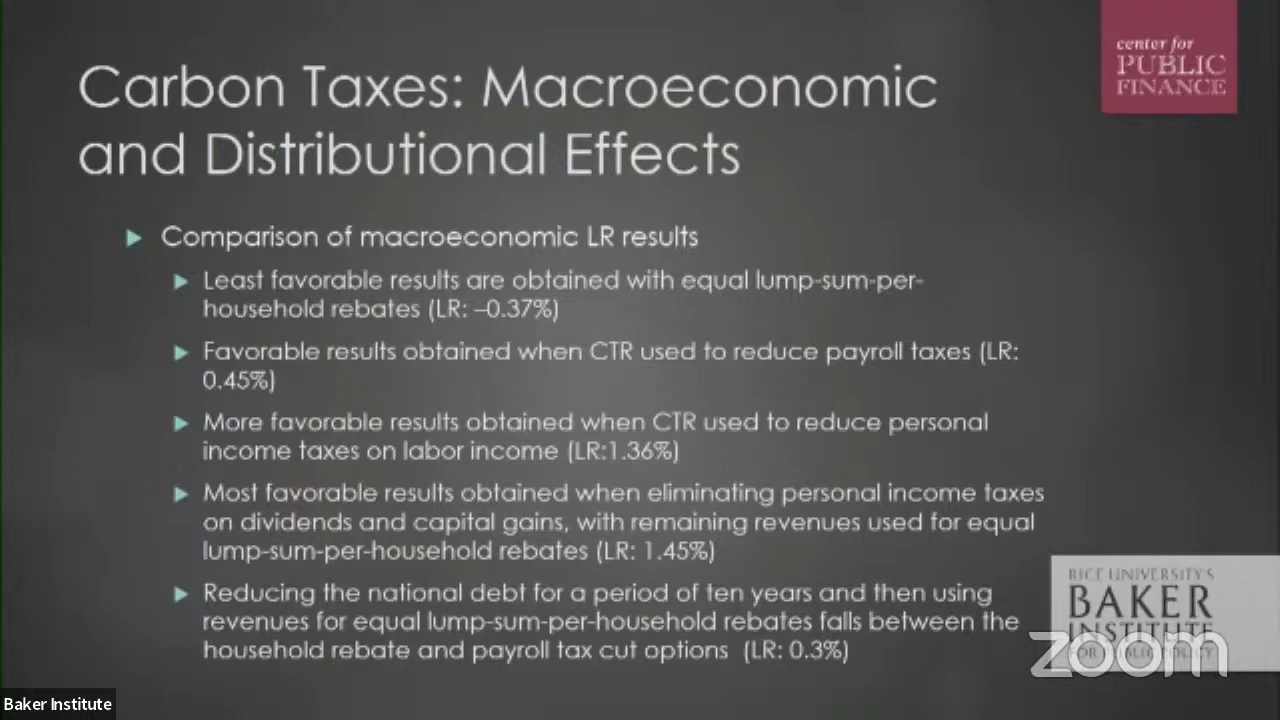 center for
PUBLIC
FINANCE
Carbon Taxes: Macroeconomic
and Distributional Effects
Comparison of macroeconomic LR results
Least favorable results are obtained with equal lump-sum-per-
household rebates (LR: –0.37%)
Favorable results obtained when CTR used to reduce payroll taxes (LR:
0.45%)
More favorable results obtained when CTR used to reduce personal
income taxes on labor income (LR:1.36%)
Most favorable results obtained when eliminating personal income taxes
on dividends and capital gains, with remaining revenues used for equal
lump-sum-per-household rebates (LR: 1.45%)
Reducing the national debt for a period of ten years and then using
revenues for equal lump-sum-per-household rebates falls between the
household rebate and payroll tax cut options (LR: 0.3%)
RICE UNIVERSITY'S
BAKER
INSTITUTE
FOR PUBLIC POLICY
zoom
Baker Institute